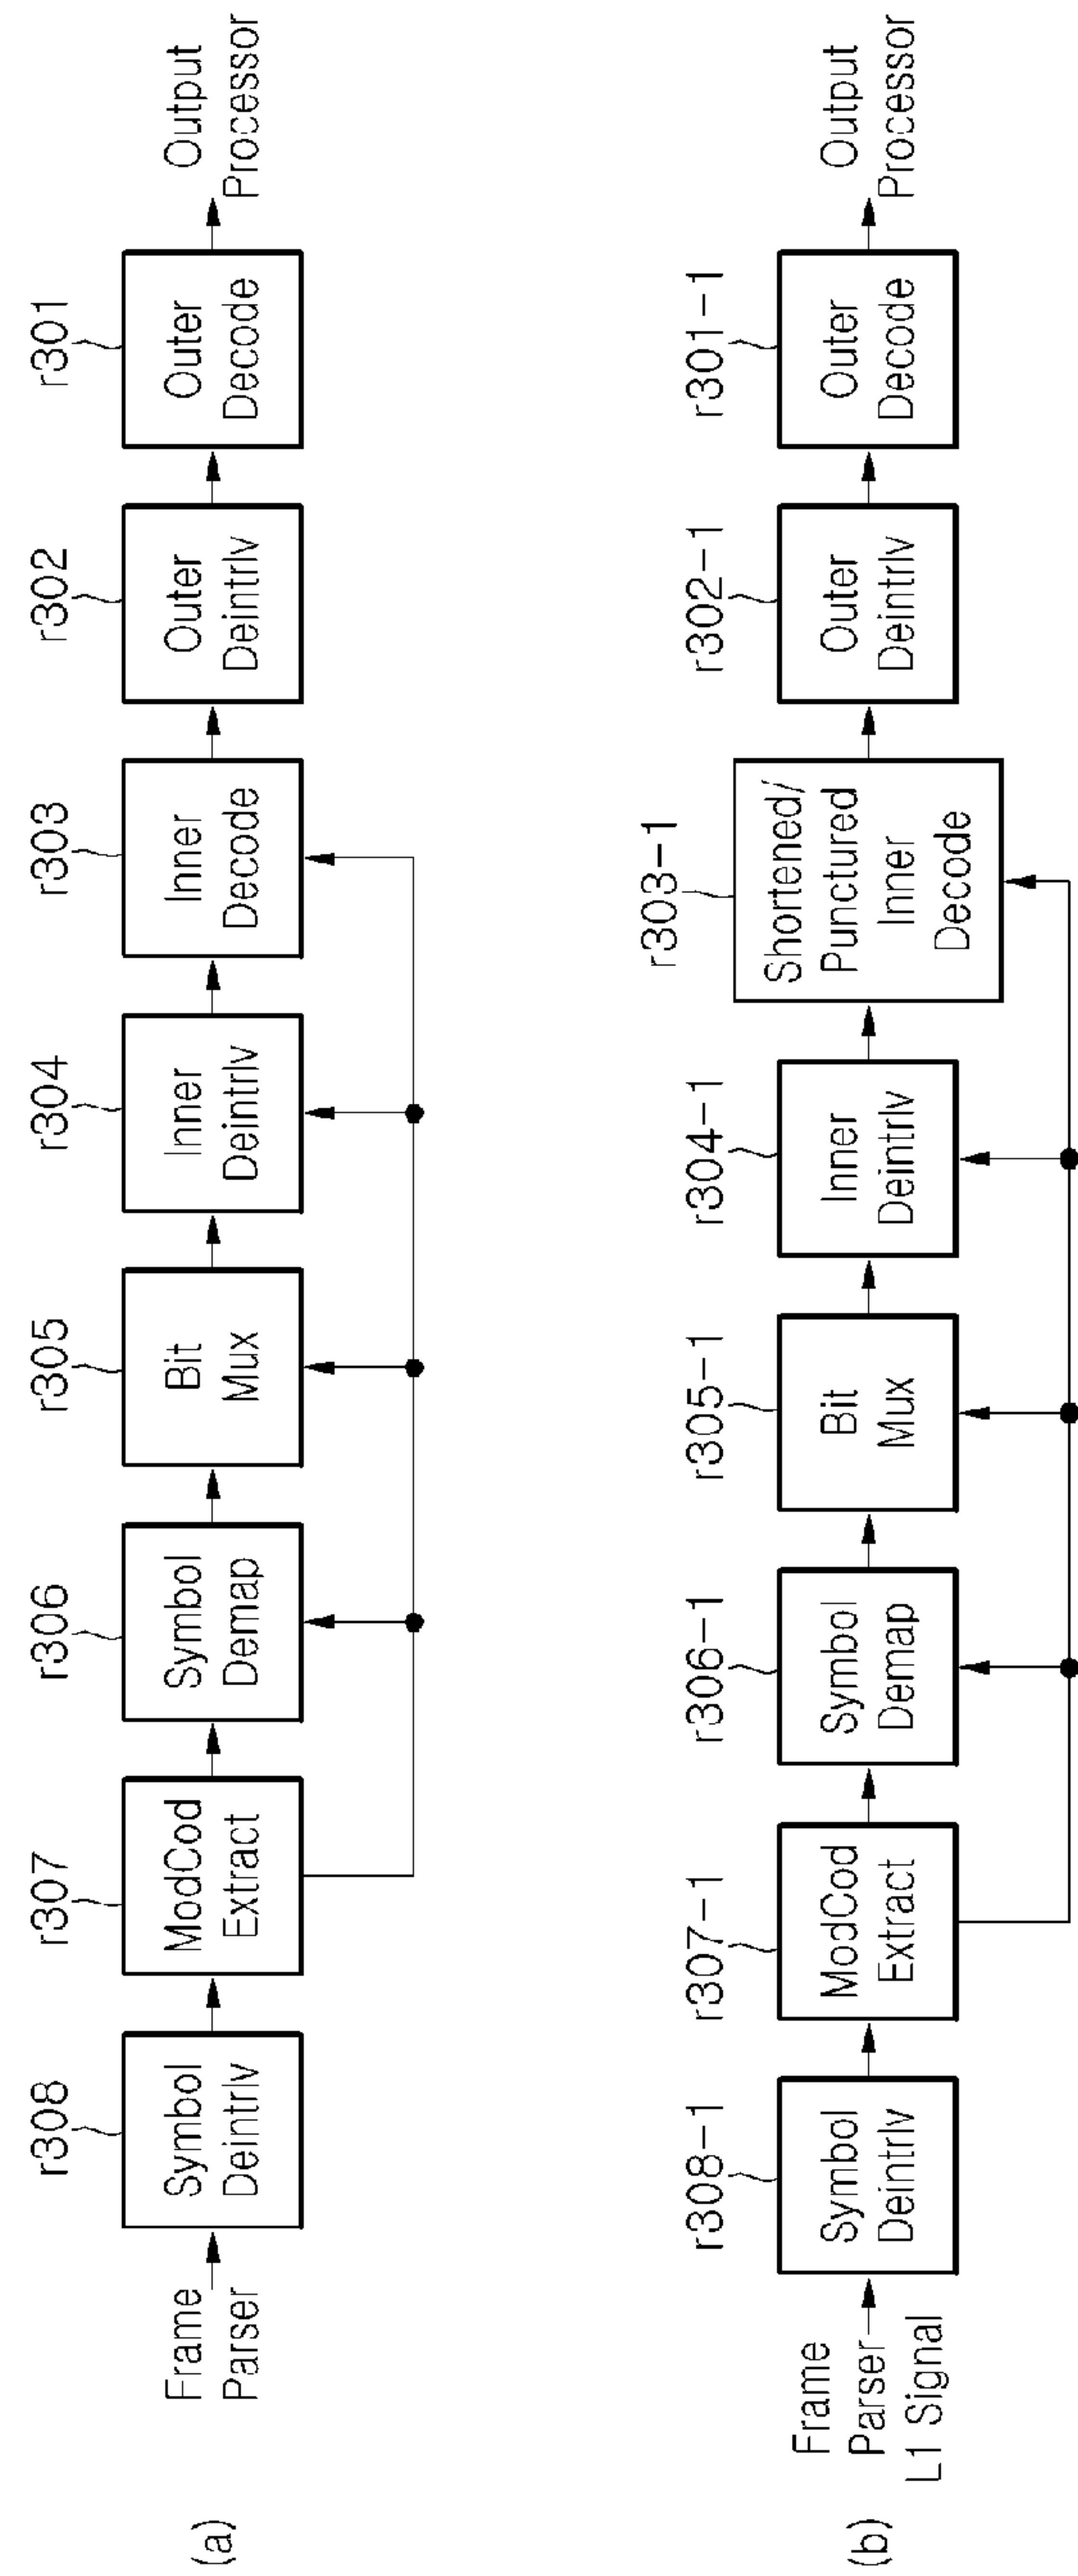 (a)
Frame
Parser
r308
Symbol
Deintrlv
r307
ModCod
Extract
r306
Symbol
Demap
r305
Bit
Mux
r304
Inner
Deintrlv
r303
Inner
Decode
r302
Outer
Deintrlv
r301
Outer
Decode
Output
Processor
(b)
Frame
Parser
L1 Signal
r308-1
Symbol
Deintrlv
r307-1
ModCod
Extract
r306-1
Symbol
Demap
r305-1
Bit
Mux
r304-1
Inner
Deintrlv
r303-1
Shortened/
Punctured
Inner
Decode
r302-1
Outer
Deintrlv
r301-1
Outer
Decode
Output
Processor